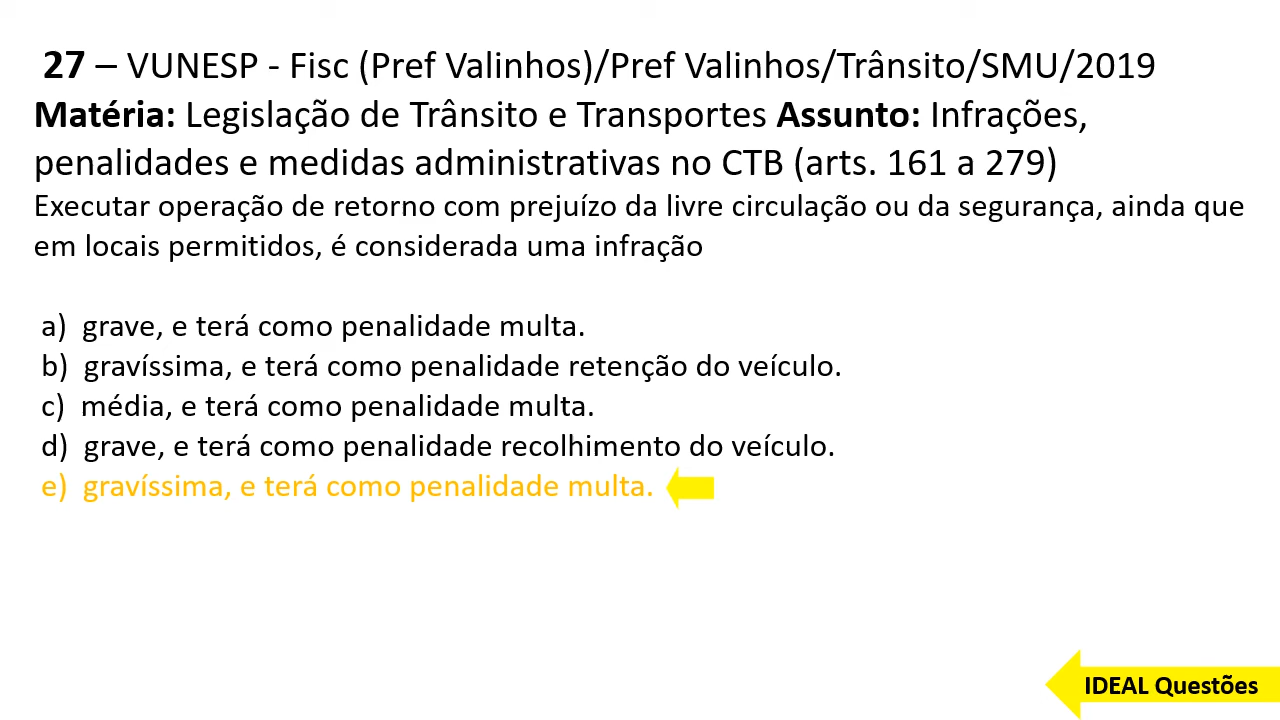 27 – VUNESP - Fisc (Pref Valinhos)/Pref Valinhos/Trânsito/SMU/2019
Matéria: Legislação de Trânsito e Transportes Assunto: Infrações,
penalidades e medidas administrativas no CTB (arts. 161 a 279)
Executar operação de retorno com prejuízo da livre circulação ou da segurança, ainda que
em locais permitidos, é considerada uma infração
a) grave, e terá como penalidade multa.
b) gravíssima, e terá como penalidade retenção do veículo.
c) média, e terá como penalidade multa.
d) grave, e terá como penalidade recolhimento do veículo.
e) gravíssima, e terá como penalidade multa.
IDEAL Questões